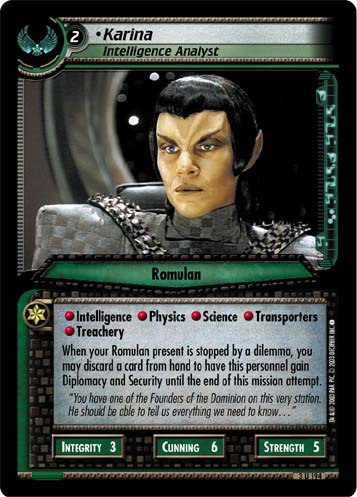 2
•Karina
Intelligence Analyst
Romulan
• Intelligence • Physics • Science • Transporters
• Treachery
When your Romulan present is stopped by a dilemma, you
may discard a card from hand to have this personnel gain
Diplomacy and Security until the end of this mission attempt.
"You have one of the Founders of the Dominion on this very station.
He should be able to tell us everything we need to know…"
INTEGRITY 3 CUNNING 6 STRENGTH 5
3 U 194